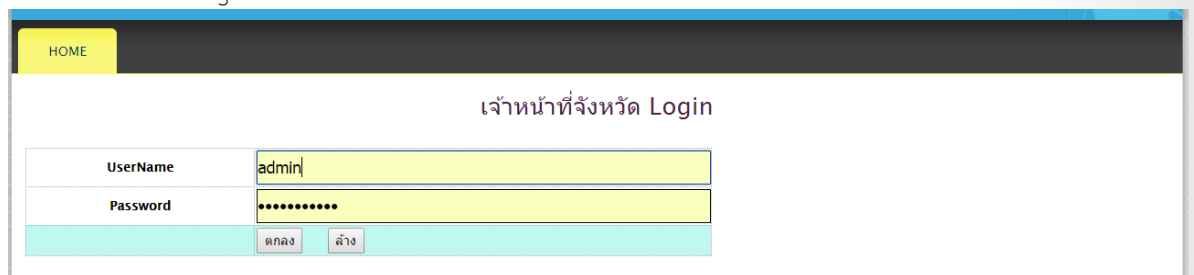 HOME
เจ้าหน้าที่จังหวัด Login
UserName admin
Password •••••••••••
ตกลง ล้าง